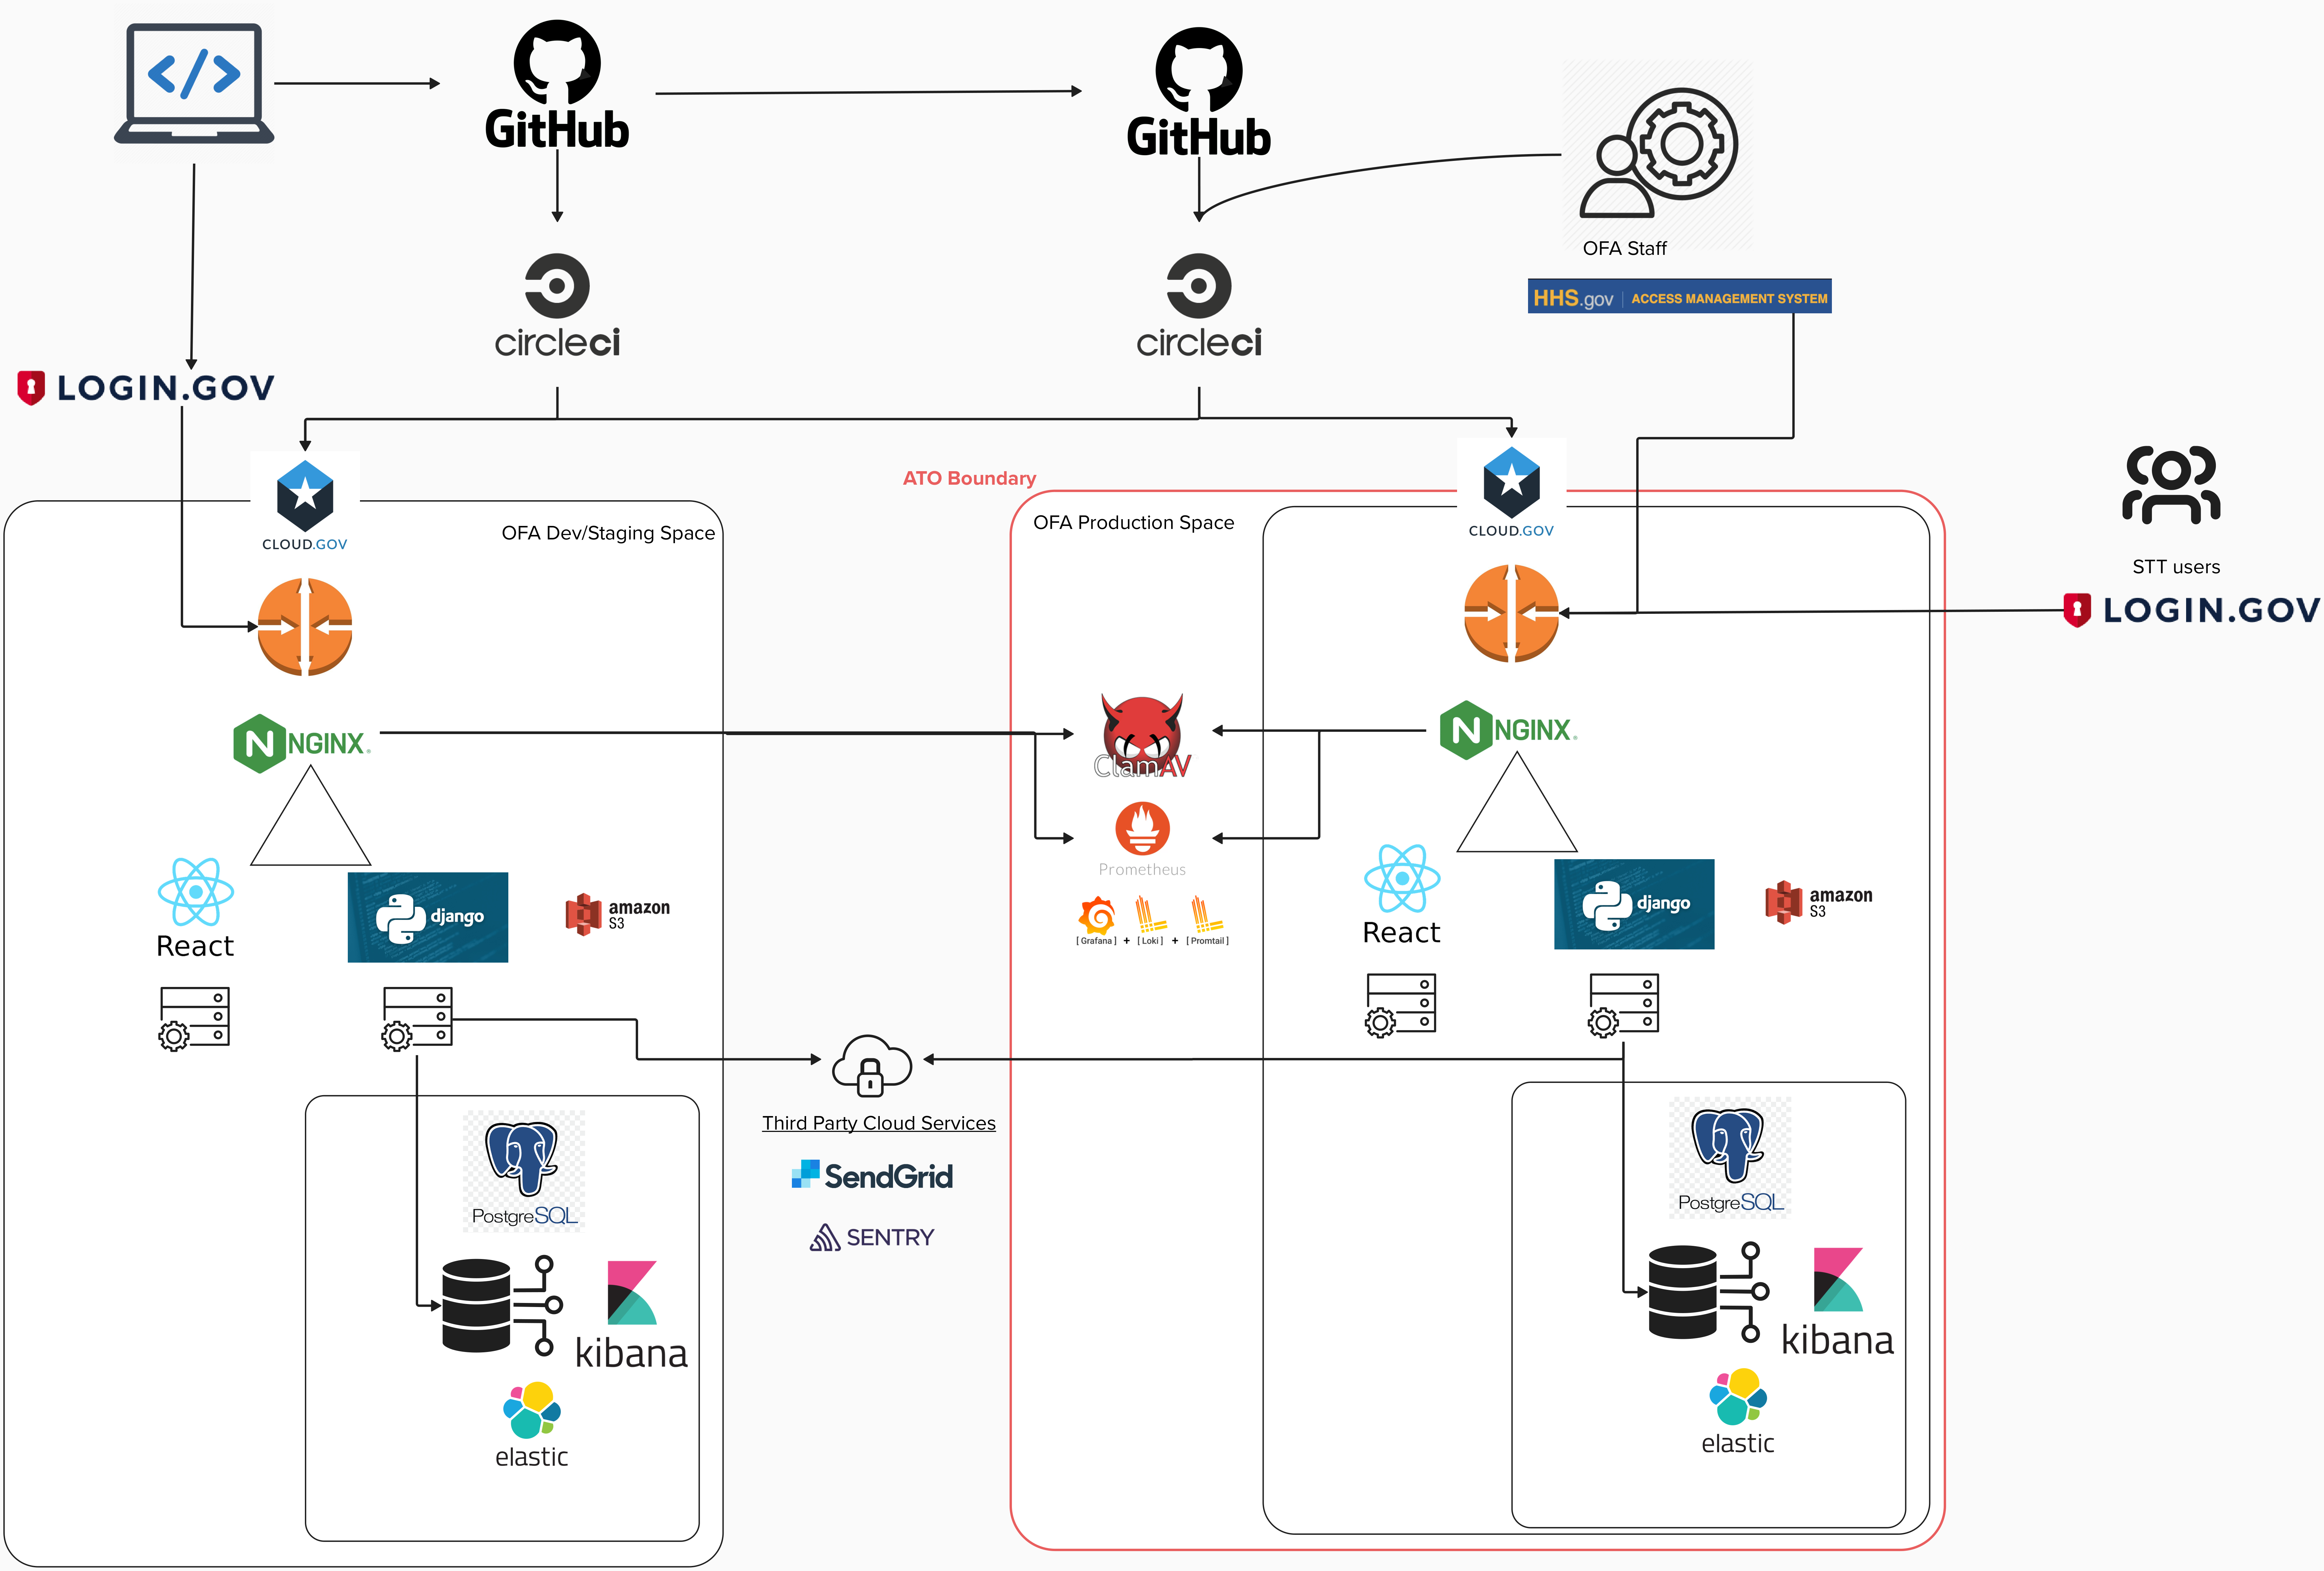 </>
GitHub
GitHub
OFA Staff
HHS.gov | ACCESS MANAGEMENT SYSTEM
circleci
circleci
LOGIN.GOV
ATO Boundary
CLOUD.GOV
OFA Dev/Staging Space
OFA Production Space
CLOUD.GOV
STT users
LOGIN.GOV
NGINX
ClamAV
NGINX
Prometheus
React
django
amazon
S3
[ Grafana ] + [ Loki ] + [ Promtail ]
React
django
amazon
S3
Third Party Cloud Services
SendGrid
SENTRY
PostgreSQL
kibana
elastic
PostgreSQL
kibana
elastic